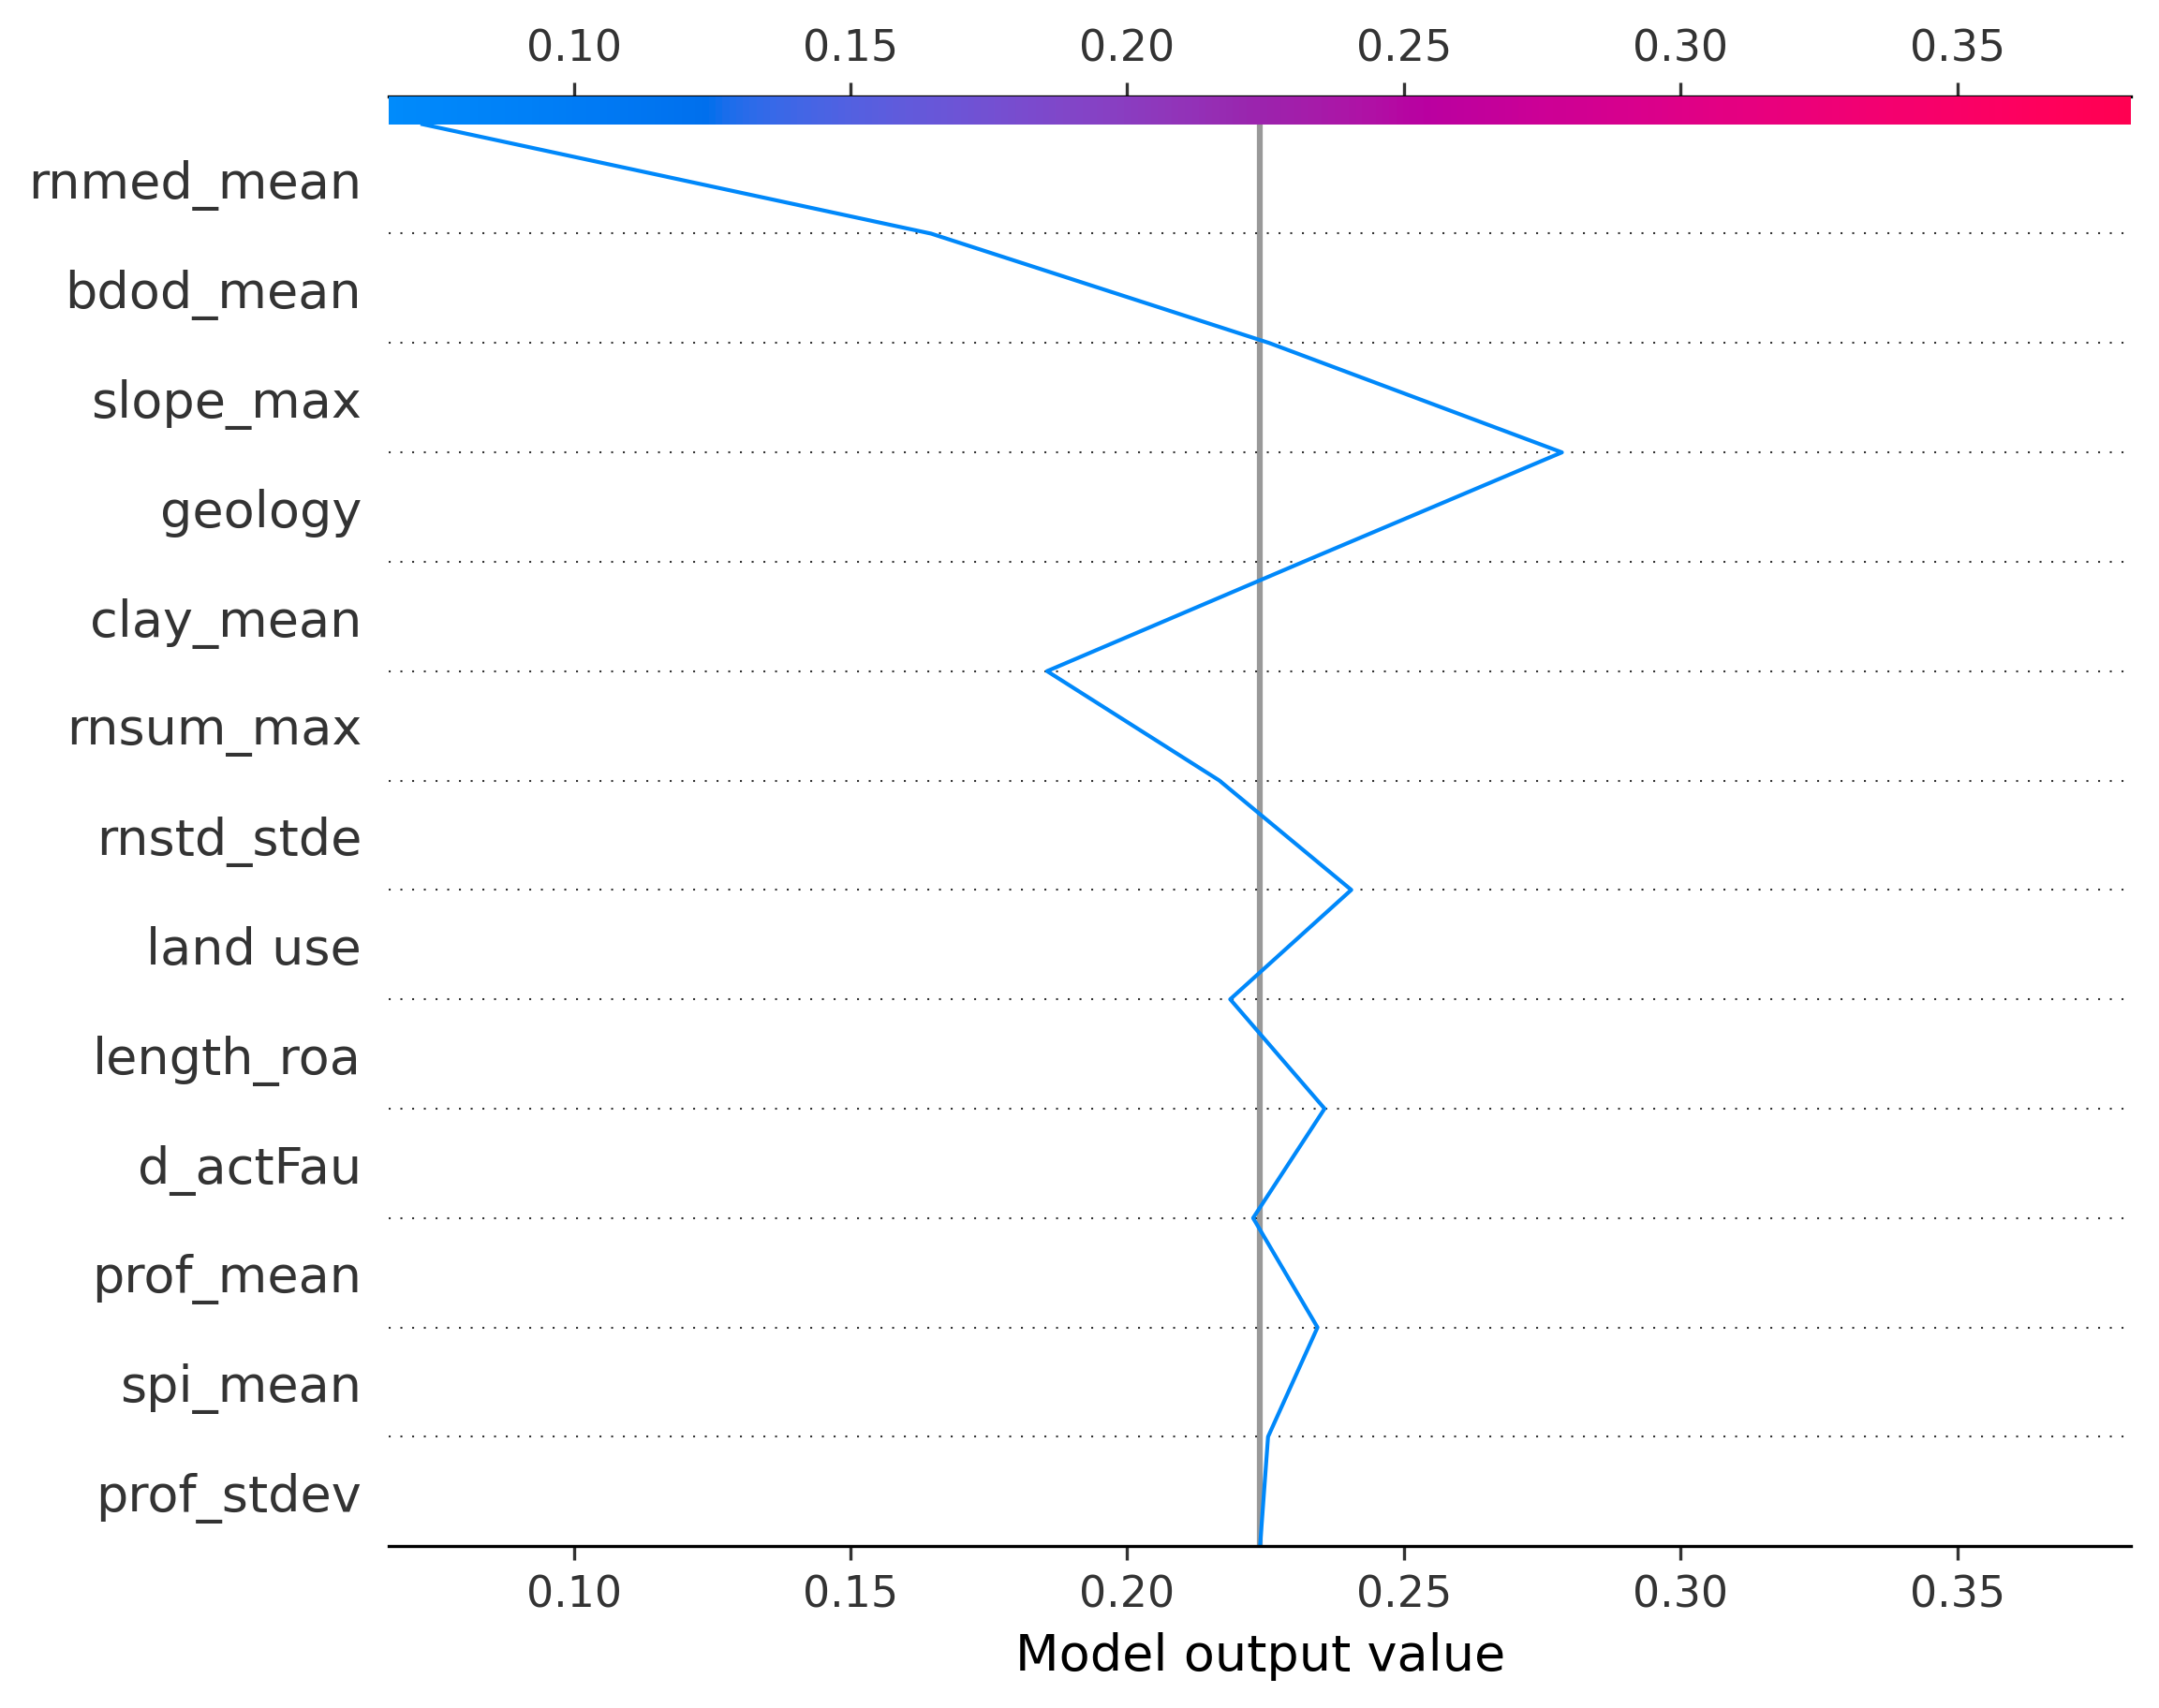 0.10 0.15 0.20 0.25 0.30 0.35
rnmed_mean
bdod_mean
slope_max
geology
clay_mean
rnsum_max
rnstd_stde
land use
length_roa
d_actFau
prof_mean
spi_mean
prof_stdev
0.10 0.15 0.20 0.25 0.30 0.35
Model output value